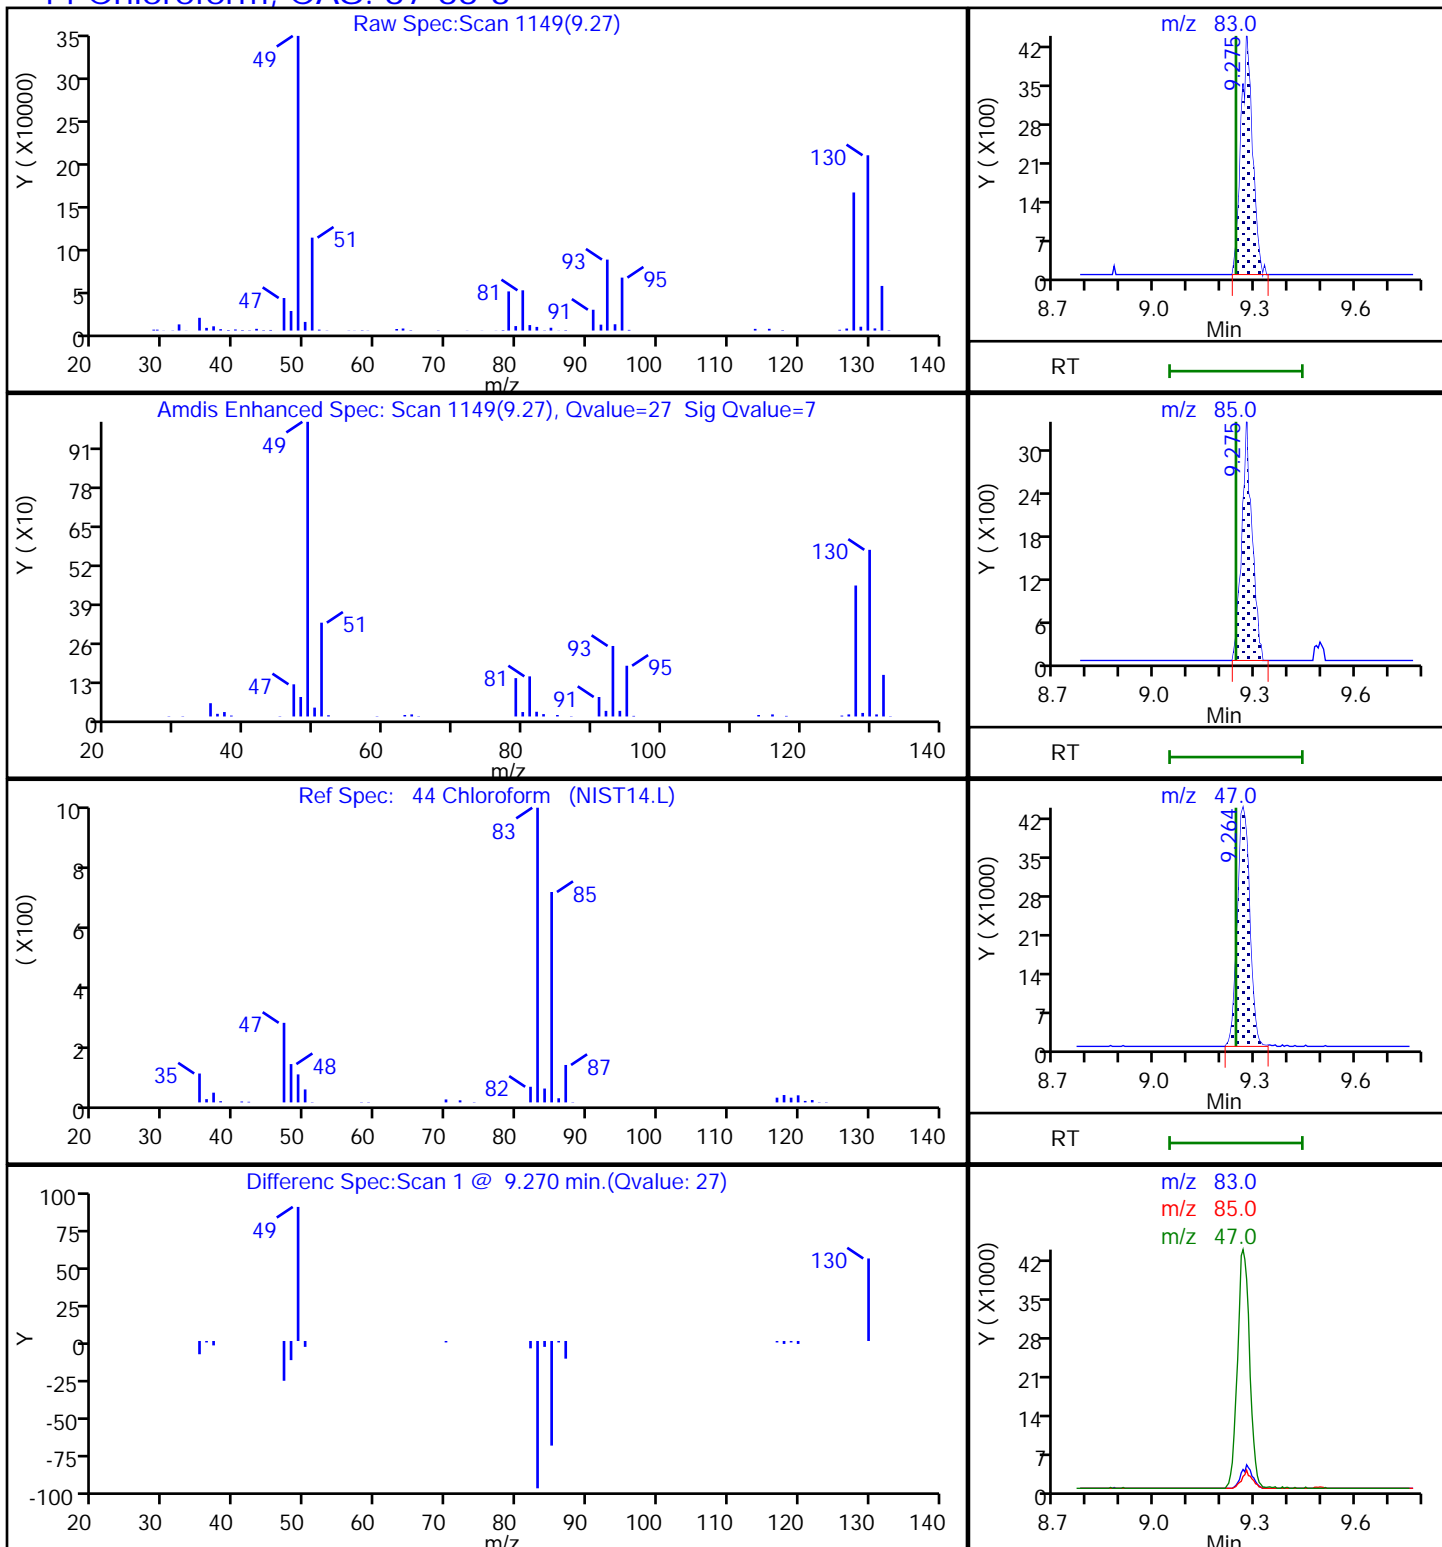 Raw Spec:Scan 1149(9.27)
Y ( X10000)
35
30
25
20
15
10
5
0
49
51
47
81
91
93
95
130
20 30 40 50 60 70 80 90 100 110 120 130 140
m/z
m/z 83.0
Y ( X100)
42
35
28
21
14
7
0
9.275
8.7 9.0 9.3 9.6
Min
RT
Amdis Enhanced Spec: Scan 1149(9.27), Qvalue=27 Sig Qvalue=7
Y ( X10)
91
78
65
52
39
26
13
0
49
51
47
81
91
93
95
130
20 40 60 80 100 120 140
m/z
m/z 85.0
Y ( X100)
30
24
18
12
6
0
9.275
8.7 9.0 9.3 9.6
Min
RT
Ref Spec: 44 Chloroform (NIST14.L)
( X100)
10
8
6
4
2
0
83
85
47
48
35
82
87
20 30 40 50 60 70 80 90 100 110 120 130 140
m/z 47.0
Y ( X1000)
42
35
28
21
14
7
0
9.264
8.7 9.0 9.3 9.6
Min
RT
Differenc Spec:Scan 1 @ 9.270 min.(Qvalue: 27)
Y
100
75
50
25
0
-25
-50
-75
-100
49
130
20 30 40 50 60 70 80 90 100 110 120 130 140
m/z
m/z 83.0
m/z 85.0
m/z 47.0
Y ( X1000)
42
35
28
21
14
7
0
8.7 9.0 9.3 9.6
Min